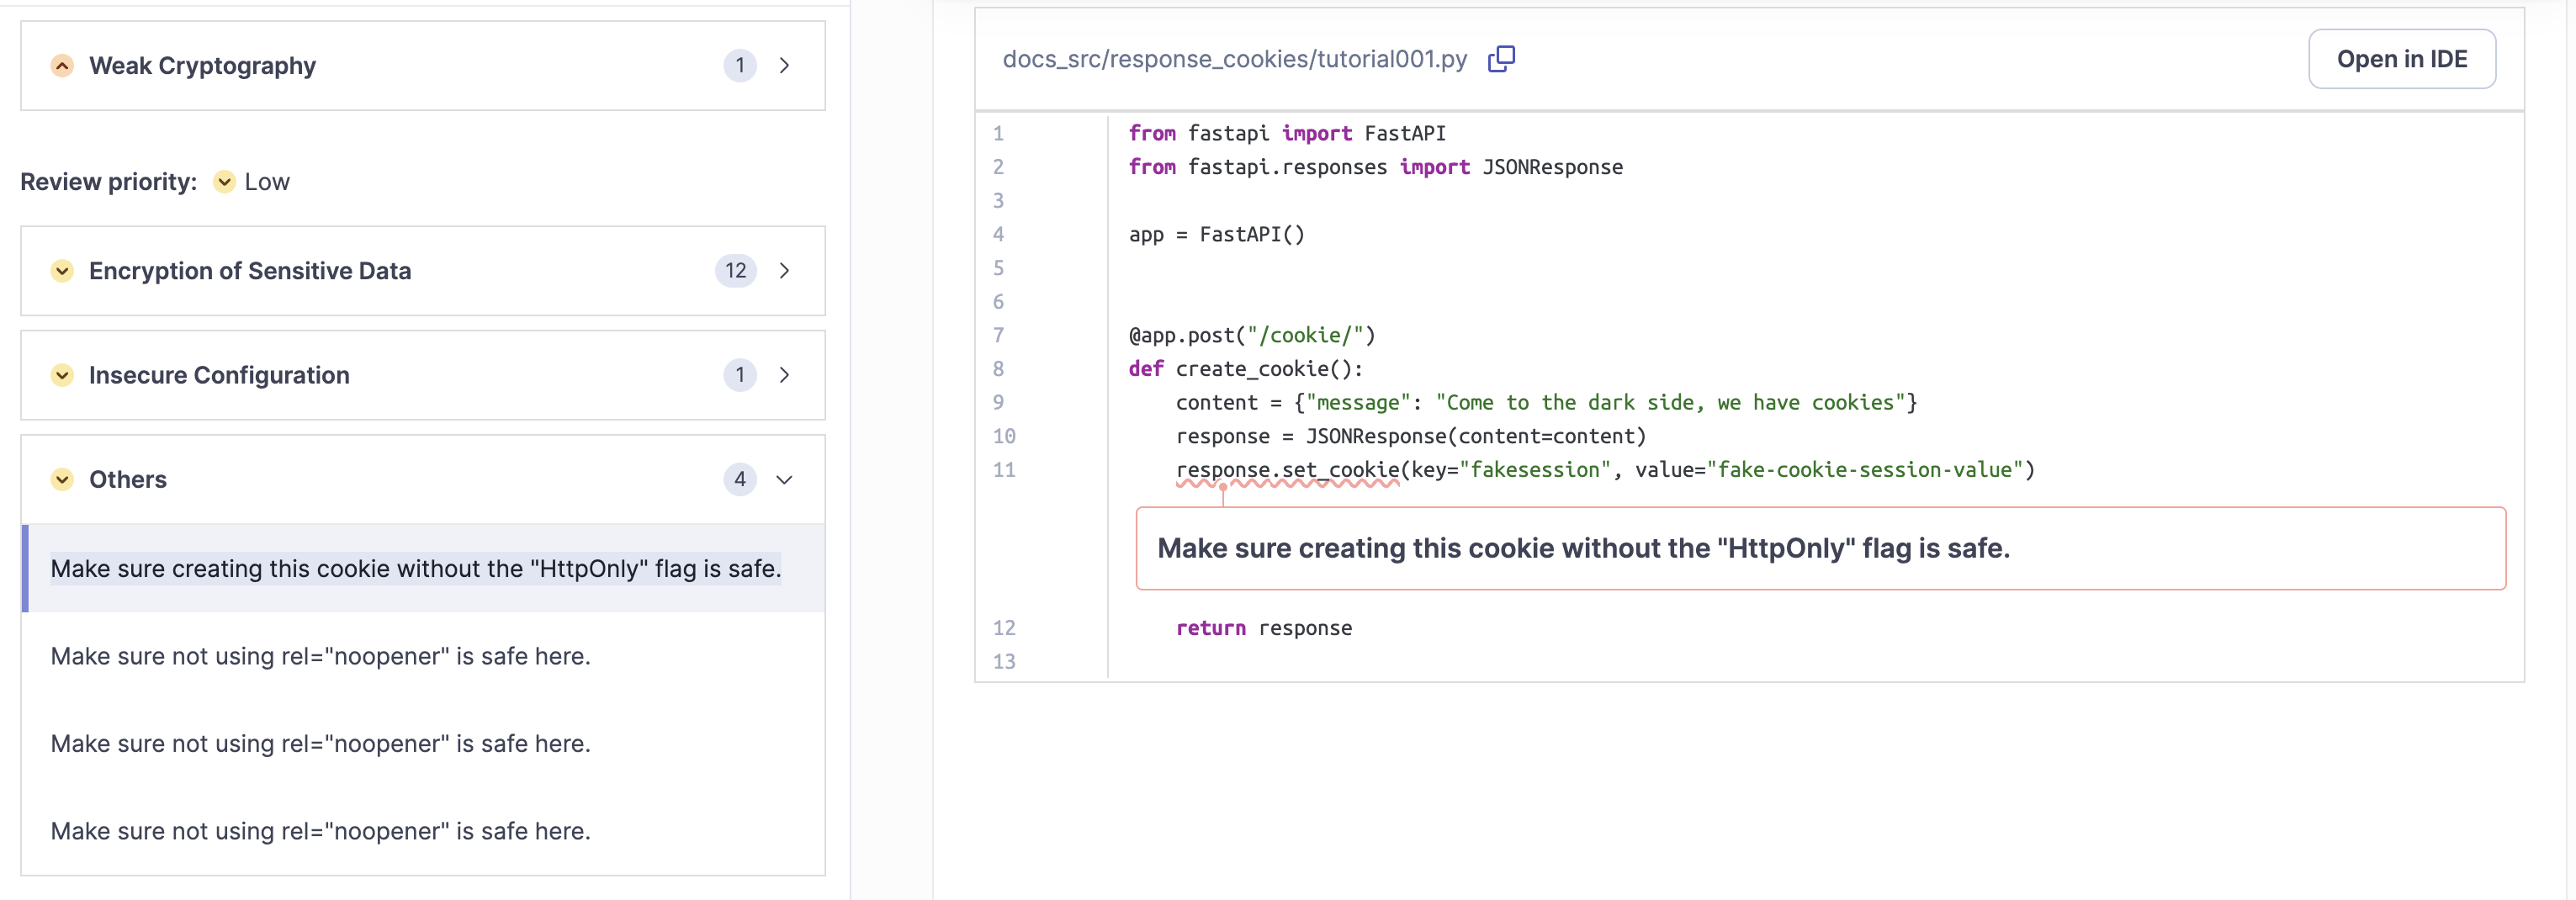 Weak Cryptography 1
Review priority: Low
Encryption of Sensitive Data 12
Insecure Configuration 1
Others 4
Make sure creating this cookie without the "HttpOnly" flag is safe.
Make sure not using rel="noopener" is safe here.
Make sure not using rel="noopener" is safe here.
Make sure not using rel="noopener" is safe here.
docs_src/response_cookies/tutorial001.py Open in IDE
1 from fastapi import FastAPI
2 from fastapi.responses import JSONResponse
3
4 app = FastAPI()
5
6
7 @app.post("/cookie/")
8 def create_cookie():
9     content = {"message": "Come to the dark side, we have cookies"}
10     response = JSONResponse(content=content)
11     response.set_cookie(key="fakesession", value="fake-cookie-session-value")
Make sure creating this cookie without the "HttpOnly" flag is safe.
12     return response
13